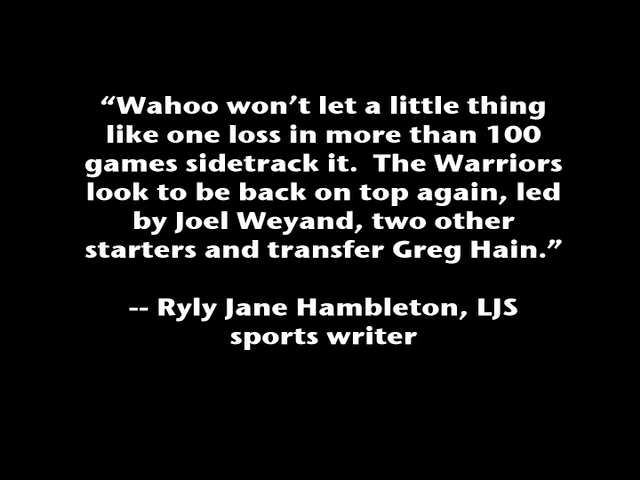 “Wahoo won’t let a little thing
like one loss in more than 100
games sidetrack it.  The Warriors
look to be back on top again, led
by Joel Weyand, two other
starters and transfer Greg Hain.”
-- Ryly Jane Hambleton, LJS
sports writer